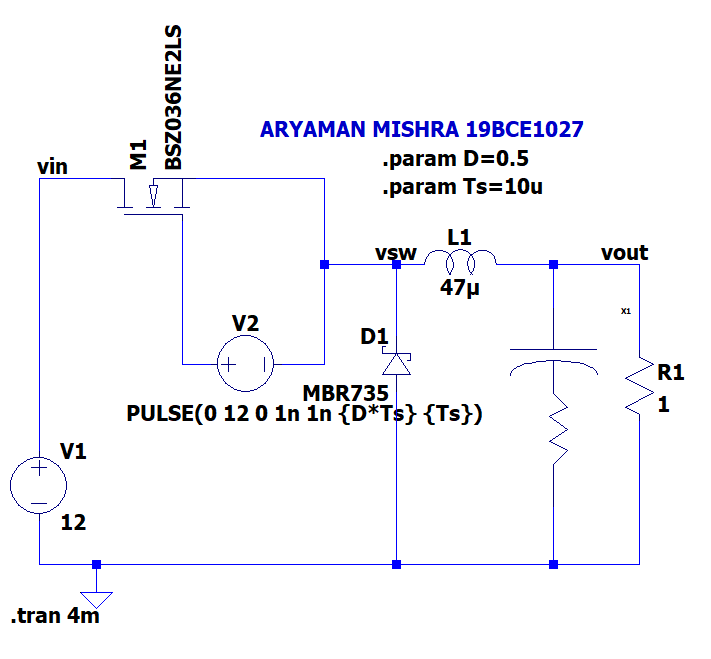 BSZ036NE2LS
M1
ARYAMAN MISHRA 19BCE1027
.param D=0.5
.param Ts=10u
vin
vsw
L1
47µ
vout
X1
V2
D1
MBR735
PULSE(0 12 0 1n 1n {D*Ts} {Ts})
R1
1
V1
12
.tran 4m